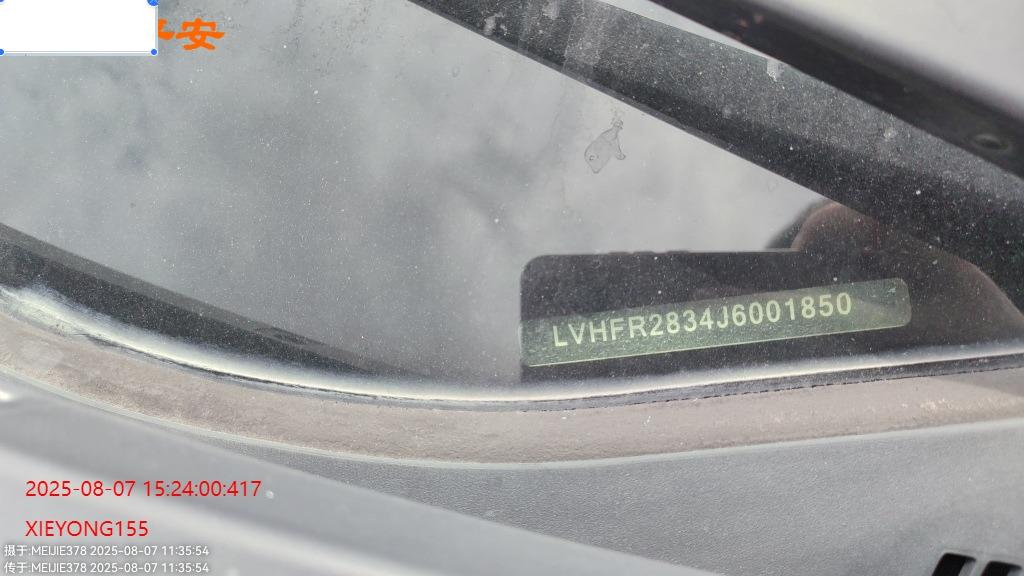 安
LVHFR2834J6001850
2025-08-07 15:24:00:417
XIEYONG155
摄于:MEIJIE378 2025-08-07 11:35:54
传于:MEIJIE378 2025-08-07 11:35:54